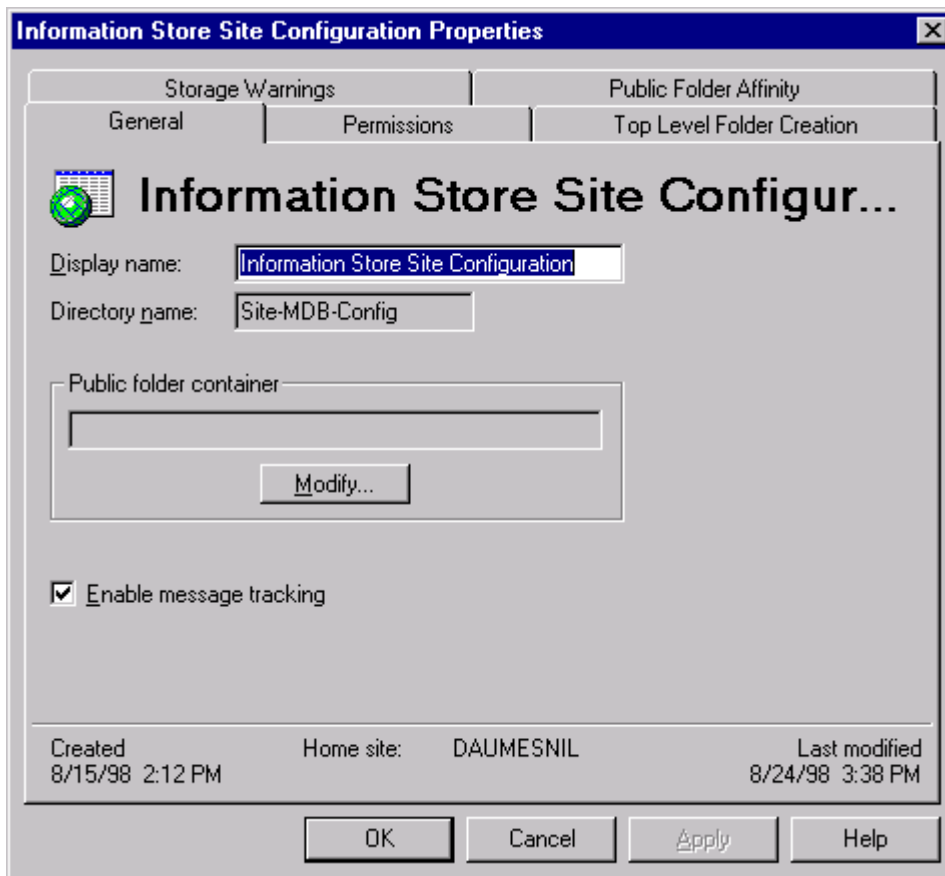 Information Store Site Configuration Properties
Storage Warnings
Public Folder Affinity
General
Permissions
Top Level Folder Creation
Information Store Site Configur...
Display name:
Information Store Site Configuration
Directory name:
Site-MDB-Config
Public folder container
Modify...
Enable message tracking
Created
8/15/98 2:12 PM
Home site:
DAUMESNIL
Last modified
8/24/98 3:38 PM
OK
Cancel
Apply
Help